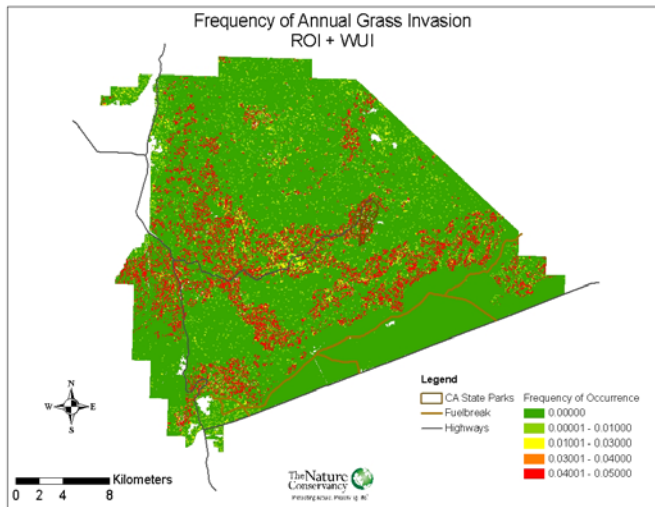 Frequency of Annual Grass Invasion
ROI + WUI
N
W E
S
Kilometers
0 2 4 8
The Nature
Conservancy
Legend
CA State Parks
Fuelbreak
Highways
Frequency of Occurrence
0.00000
0.00001 - 0.01000
0.01001 - 0.03000
0.03001 - 0.04000
0.04001 - 0.05000